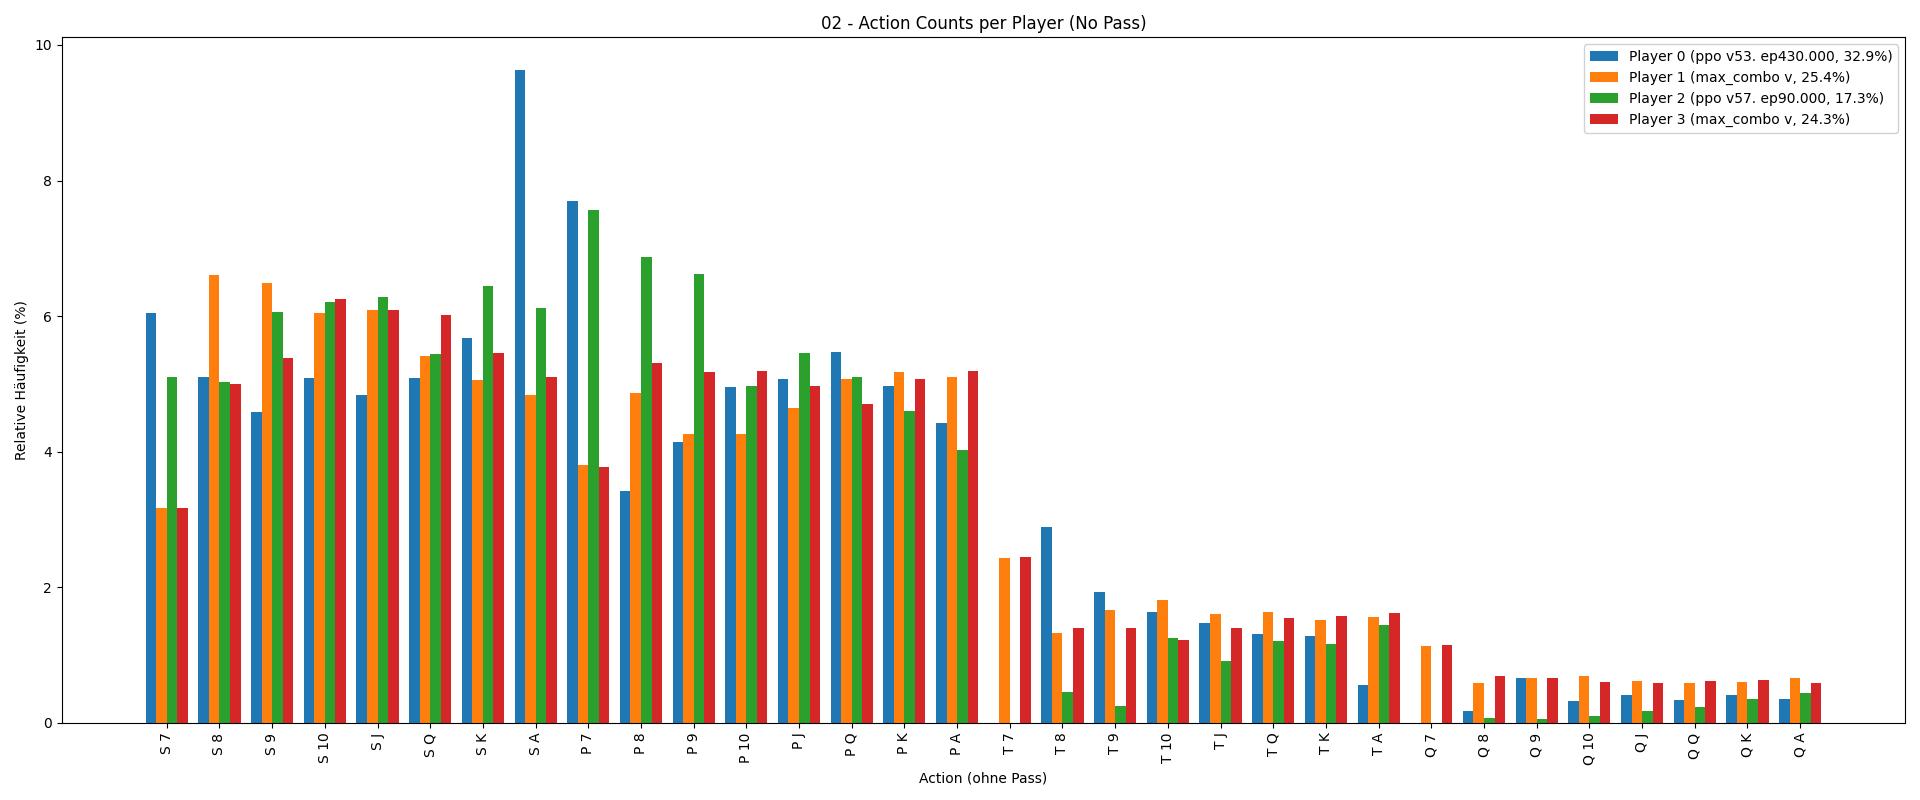 02 - Action Counts per Player (No Pass)
Player 0 (ppo v53. ep430.000, 32.9%)
Player 1 (max_combo v, 25.4%)
Player 2 (ppo v57. ep90.000, 17.3%)
Player 3 (max_combo v, 24.3%)
Relative Häufigkeit (%)
10
8
6
4
2
0
S 7
S 8
S 9
S 10
S J
S Q
S K
S A
P 7
P 8
P 9
P 10
P J
P Q
P K
P A
T 7
T 8
T 9
T 10
T J
T Q
T K
T A
Q 7
Q 8
Q 9
Q 10
Q J
Q Q
Q K
Q A
Action (ohne Pass)